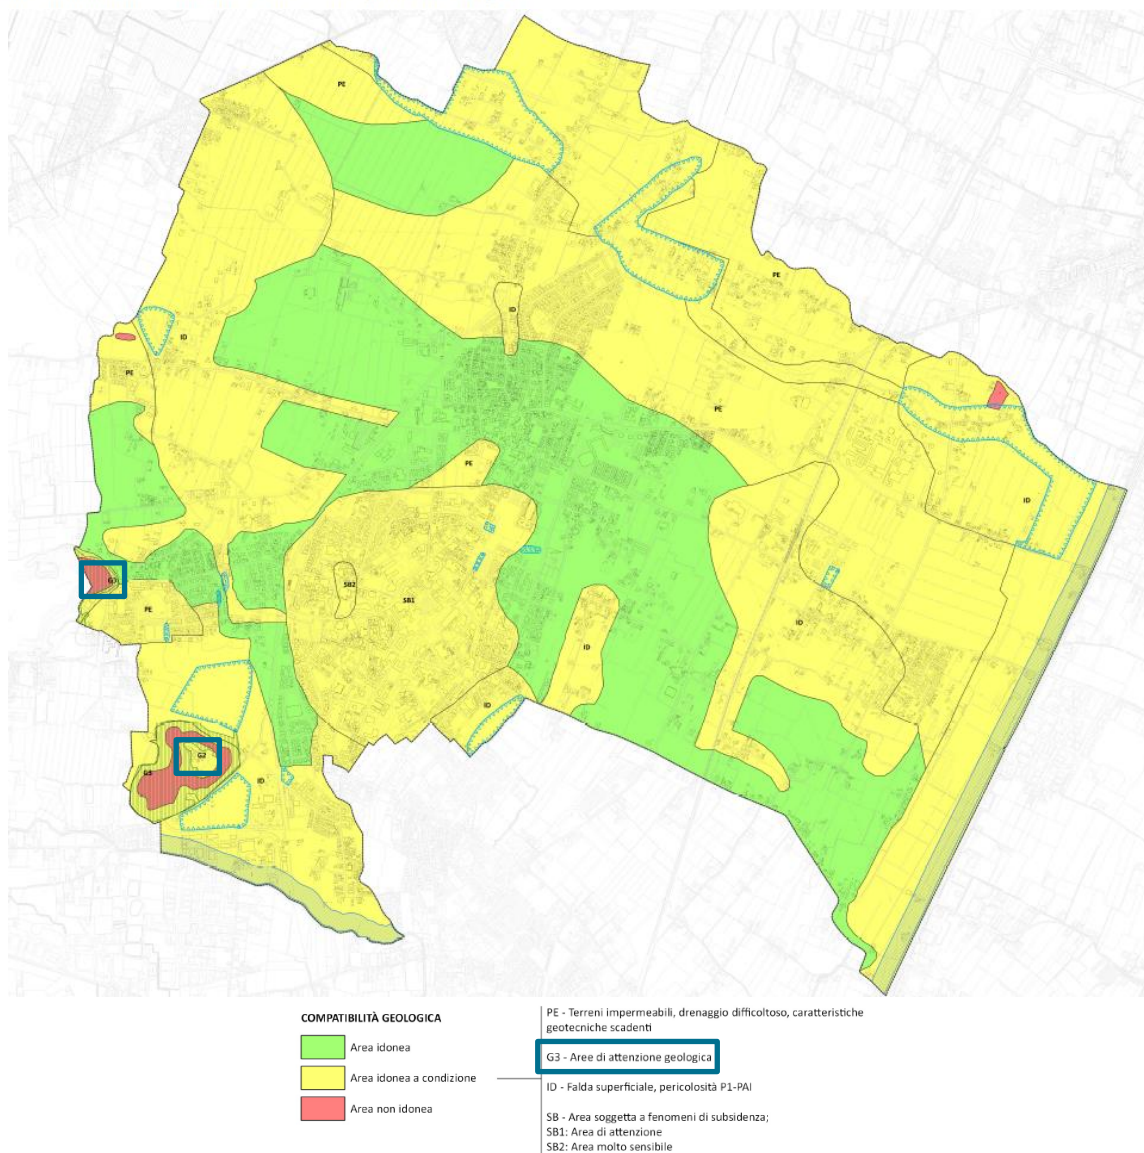 PE
ID
PE
ID
PE
PE
PE
ID
G3
SB2
SB1
PE
ID
ID
ID
G2
G3
ID
COMPATIBILITÀ GEOLOGICA
Area idonea
Area idonea a condizione
Area non idonea
PE - Terreni impermeabili, drenaggio difficoltoso, caratteristiche
geotecniche scadenti
G3 - Aree di attenzione geologica
ID - Falda superficiale, pericolosità P1-PAI
SB - Area soggetta a fenomeni di subsidenza;
SB1: Area di attenzione
SB2: Area molto sensibile